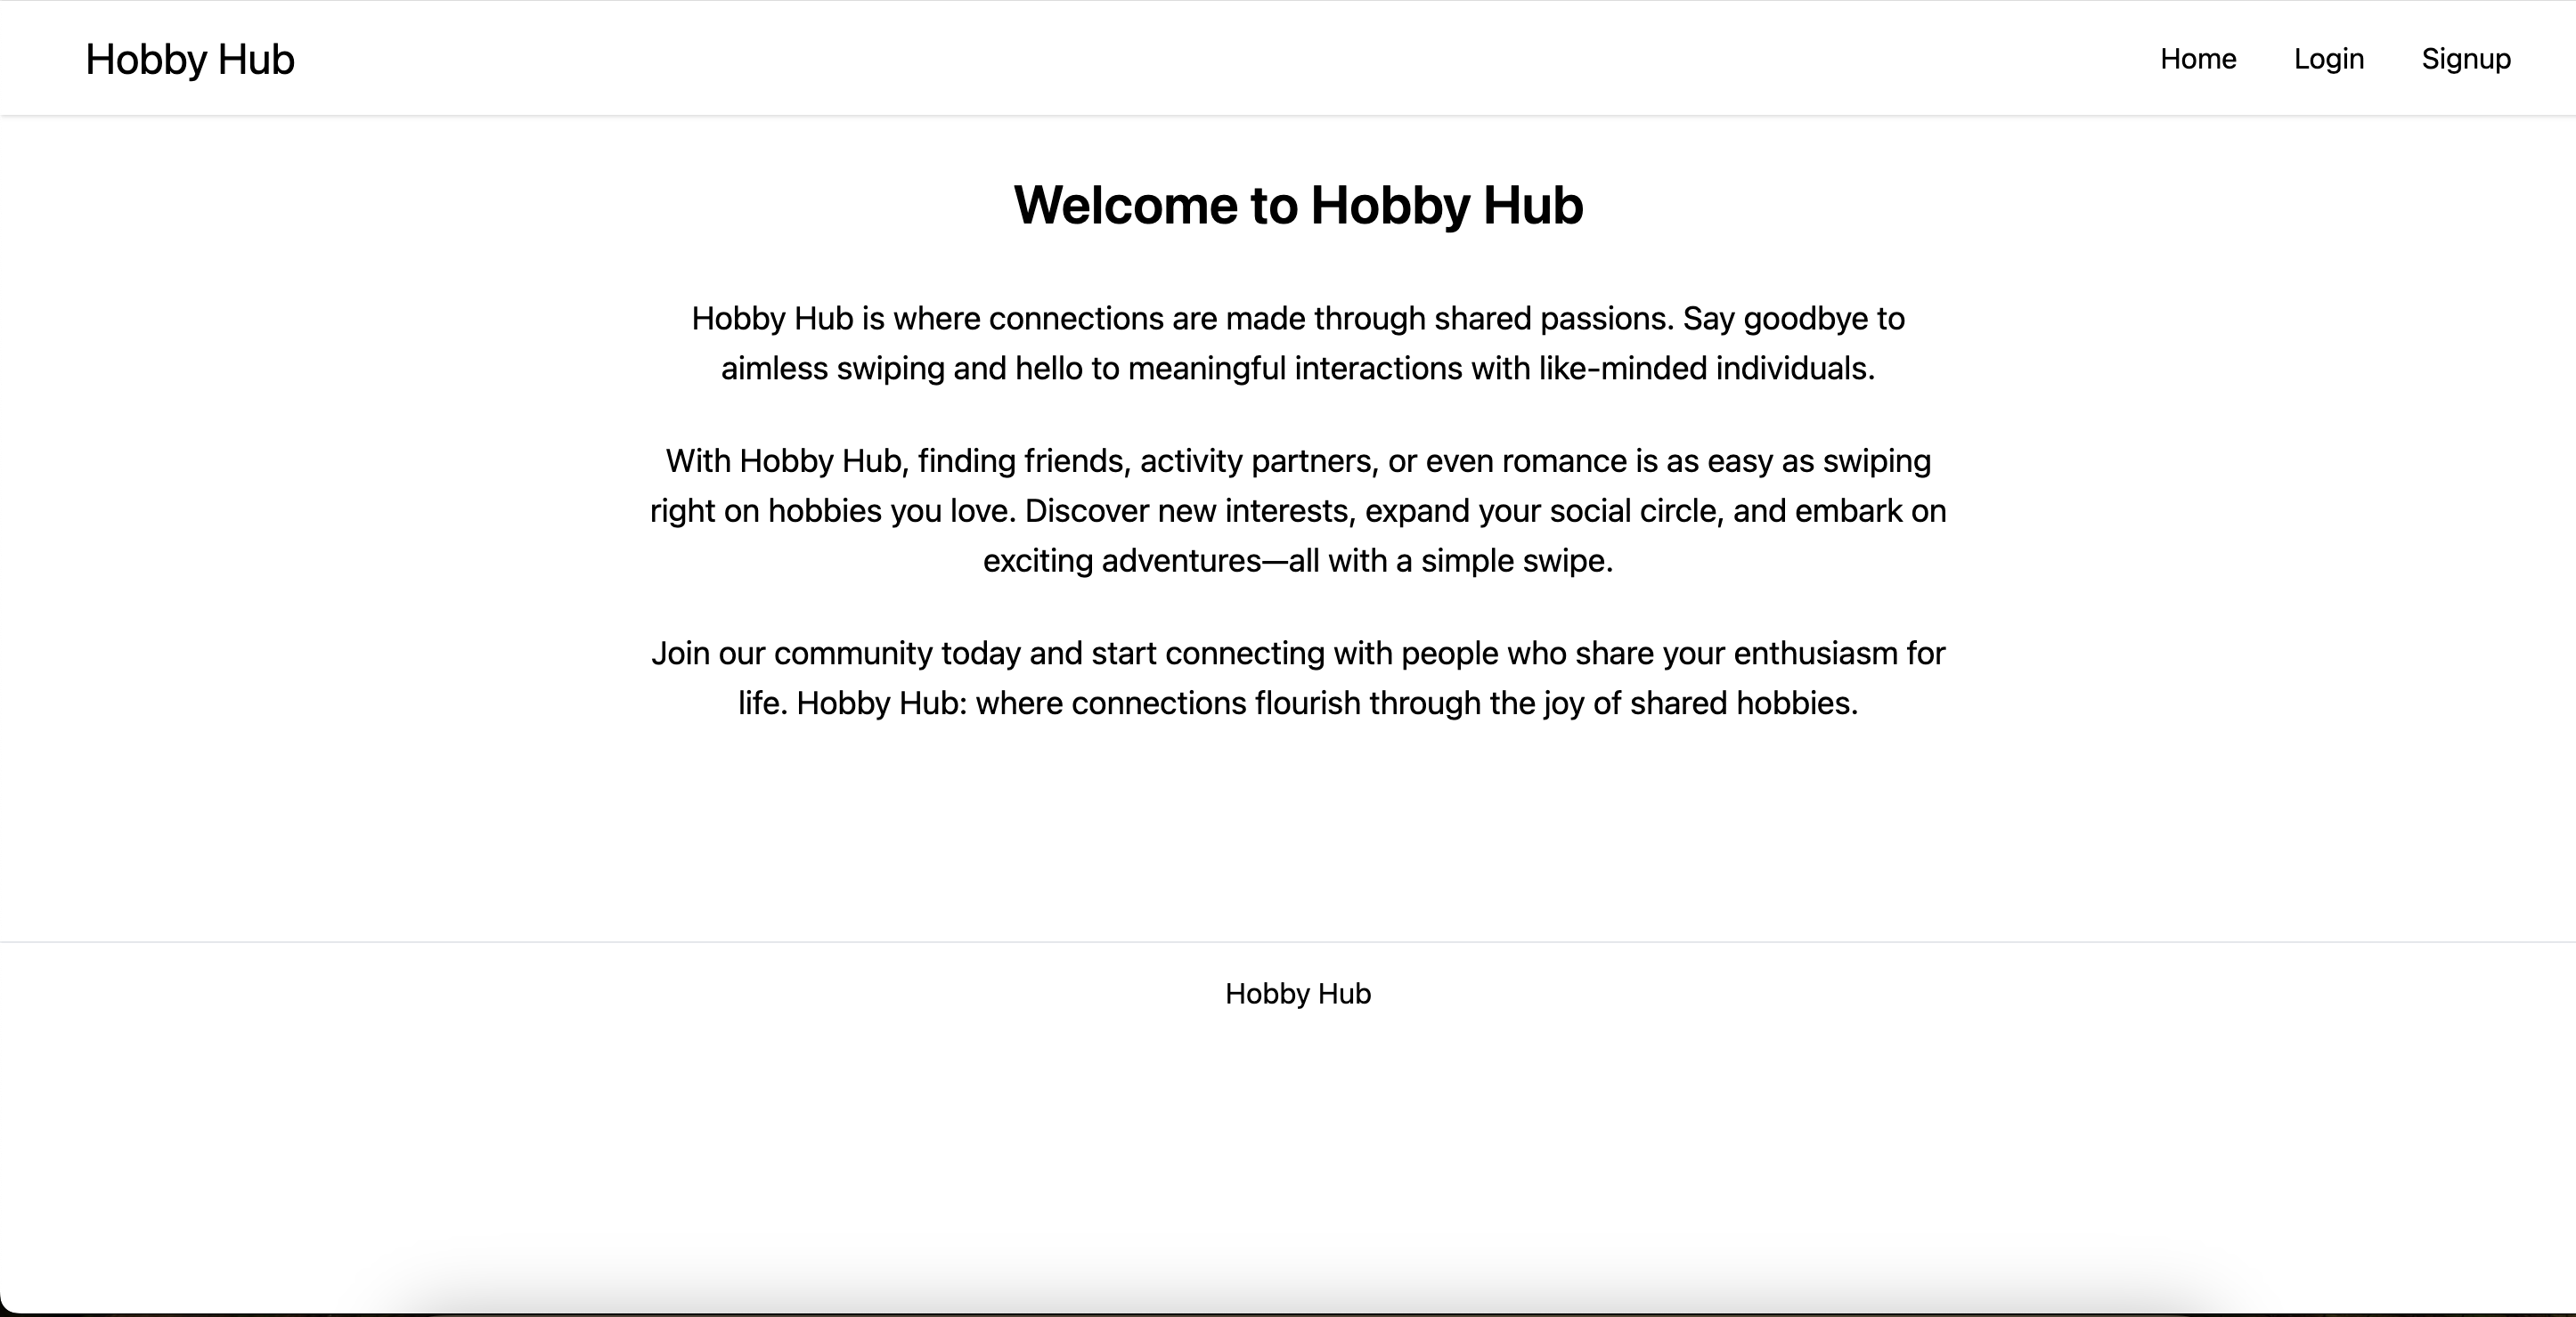 Hobby Hub
Home Login Signup
Welcome to Hobby Hub
Hobby Hub is where connections are made through shared passions. Say goodbye to
aimless swiping and hello to meaningful interactions with like-minded individuals.
With Hobby Hub, finding friends, activity partners, or even romance is as easy as swiping
right on hobbies you love. Discover new interests, expand your social circle, and embark on
exciting adventures—all with a simple swipe.
Join our community today and start connecting with people who share your enthusiasm for
life. Hobby Hub: where connections flourish through the joy of shared hobbies.
Hobby Hub